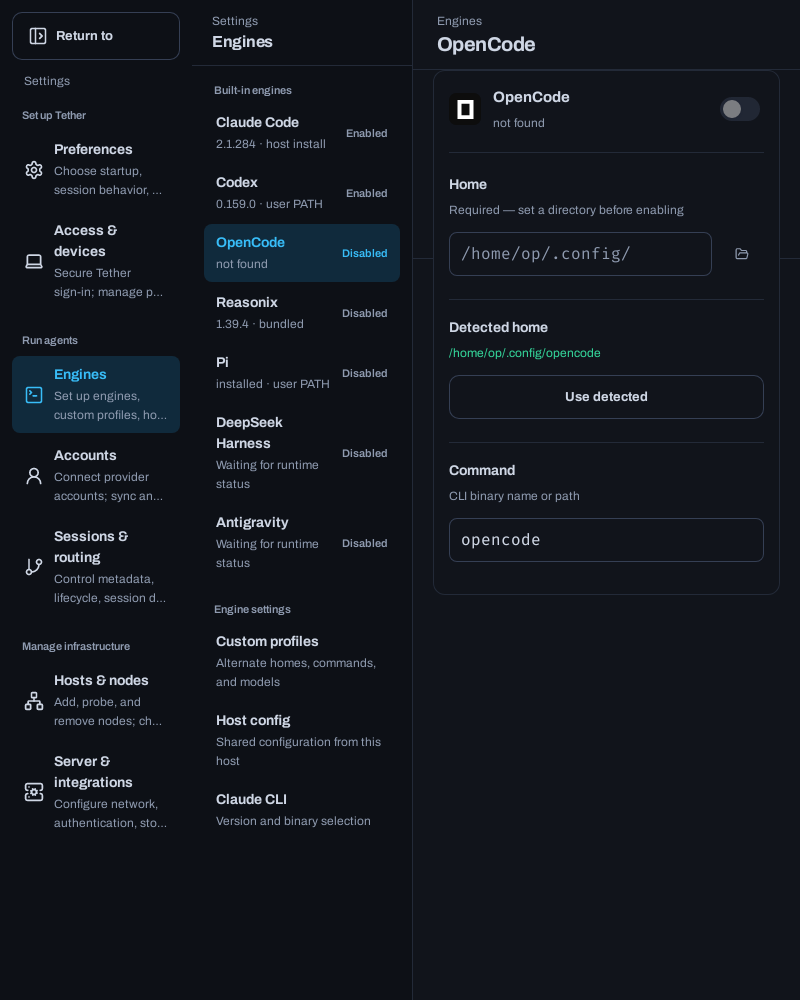 Return to
Settings
Set up Tether
Preferences
Choose startup,
session behavior, ...
Access &
devices
Secure Tether
sign-in; manage p...
Run agents
Engines
Set up engines,
custom profiles, ho...
Accounts
Connect provider
accounts; sync an...
Sessions &
routing
Control metadata,
lifecycle, session d...
Manage infrastructure
Hosts & nodes
Add, probe, and
remove nodes; ch...
Server &
integrations
Configure network,
authentication, sto...
Settings
Engines
Built-in engines
Claude Code
2.1.284 · host install
Enabled
Codex
0.159.0 · user PATH
Enabled
OpenCode
not found
Disabled
Reasonix
1.39.4 · bundled
Disabled
Pi
installed · user PATH
Disabled
DeepSeek
Harness
Waiting for runtime
status
Disabled
Antigravity
Waiting for runtime
status
Disabled
Engine settings
Custom profiles
Alternate homes, commands,
and models
Host config
Shared configuration from this
host
Claude CLI
Version and binary selection
Engines
OpenCode
OpenCode
not found
Home
Required — set a directory before enabling
/home/op/.config/
Detected home
/home/op/.config/opencode
Use detected
Command
CLI binary name or path
opencode